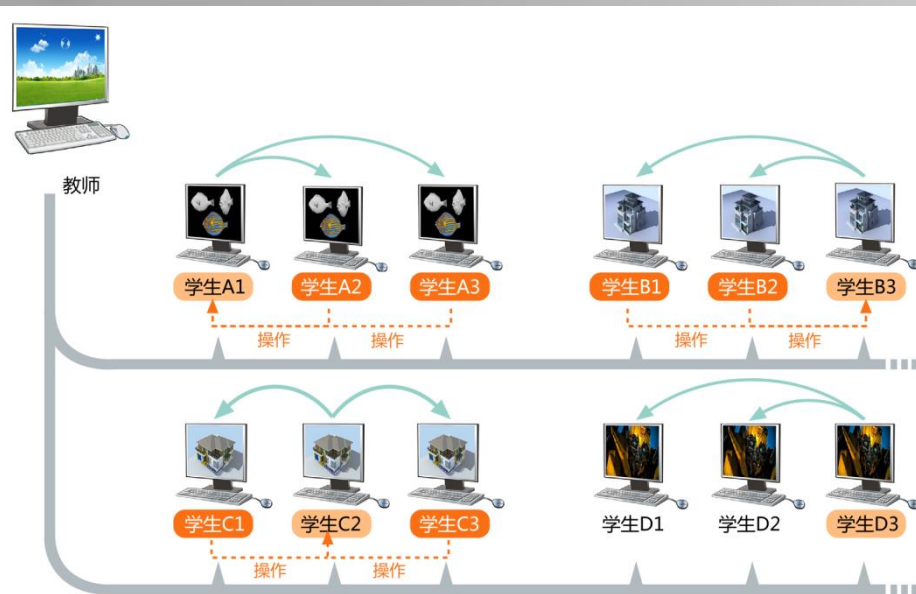 教师
学生A1 学生A2 学生A3 学生B1 学生B2 学生B3
操作 操作 操作 操作
学生C1 学生C2 学生C3 学生D1 学生D2 学生D3
操作 操作